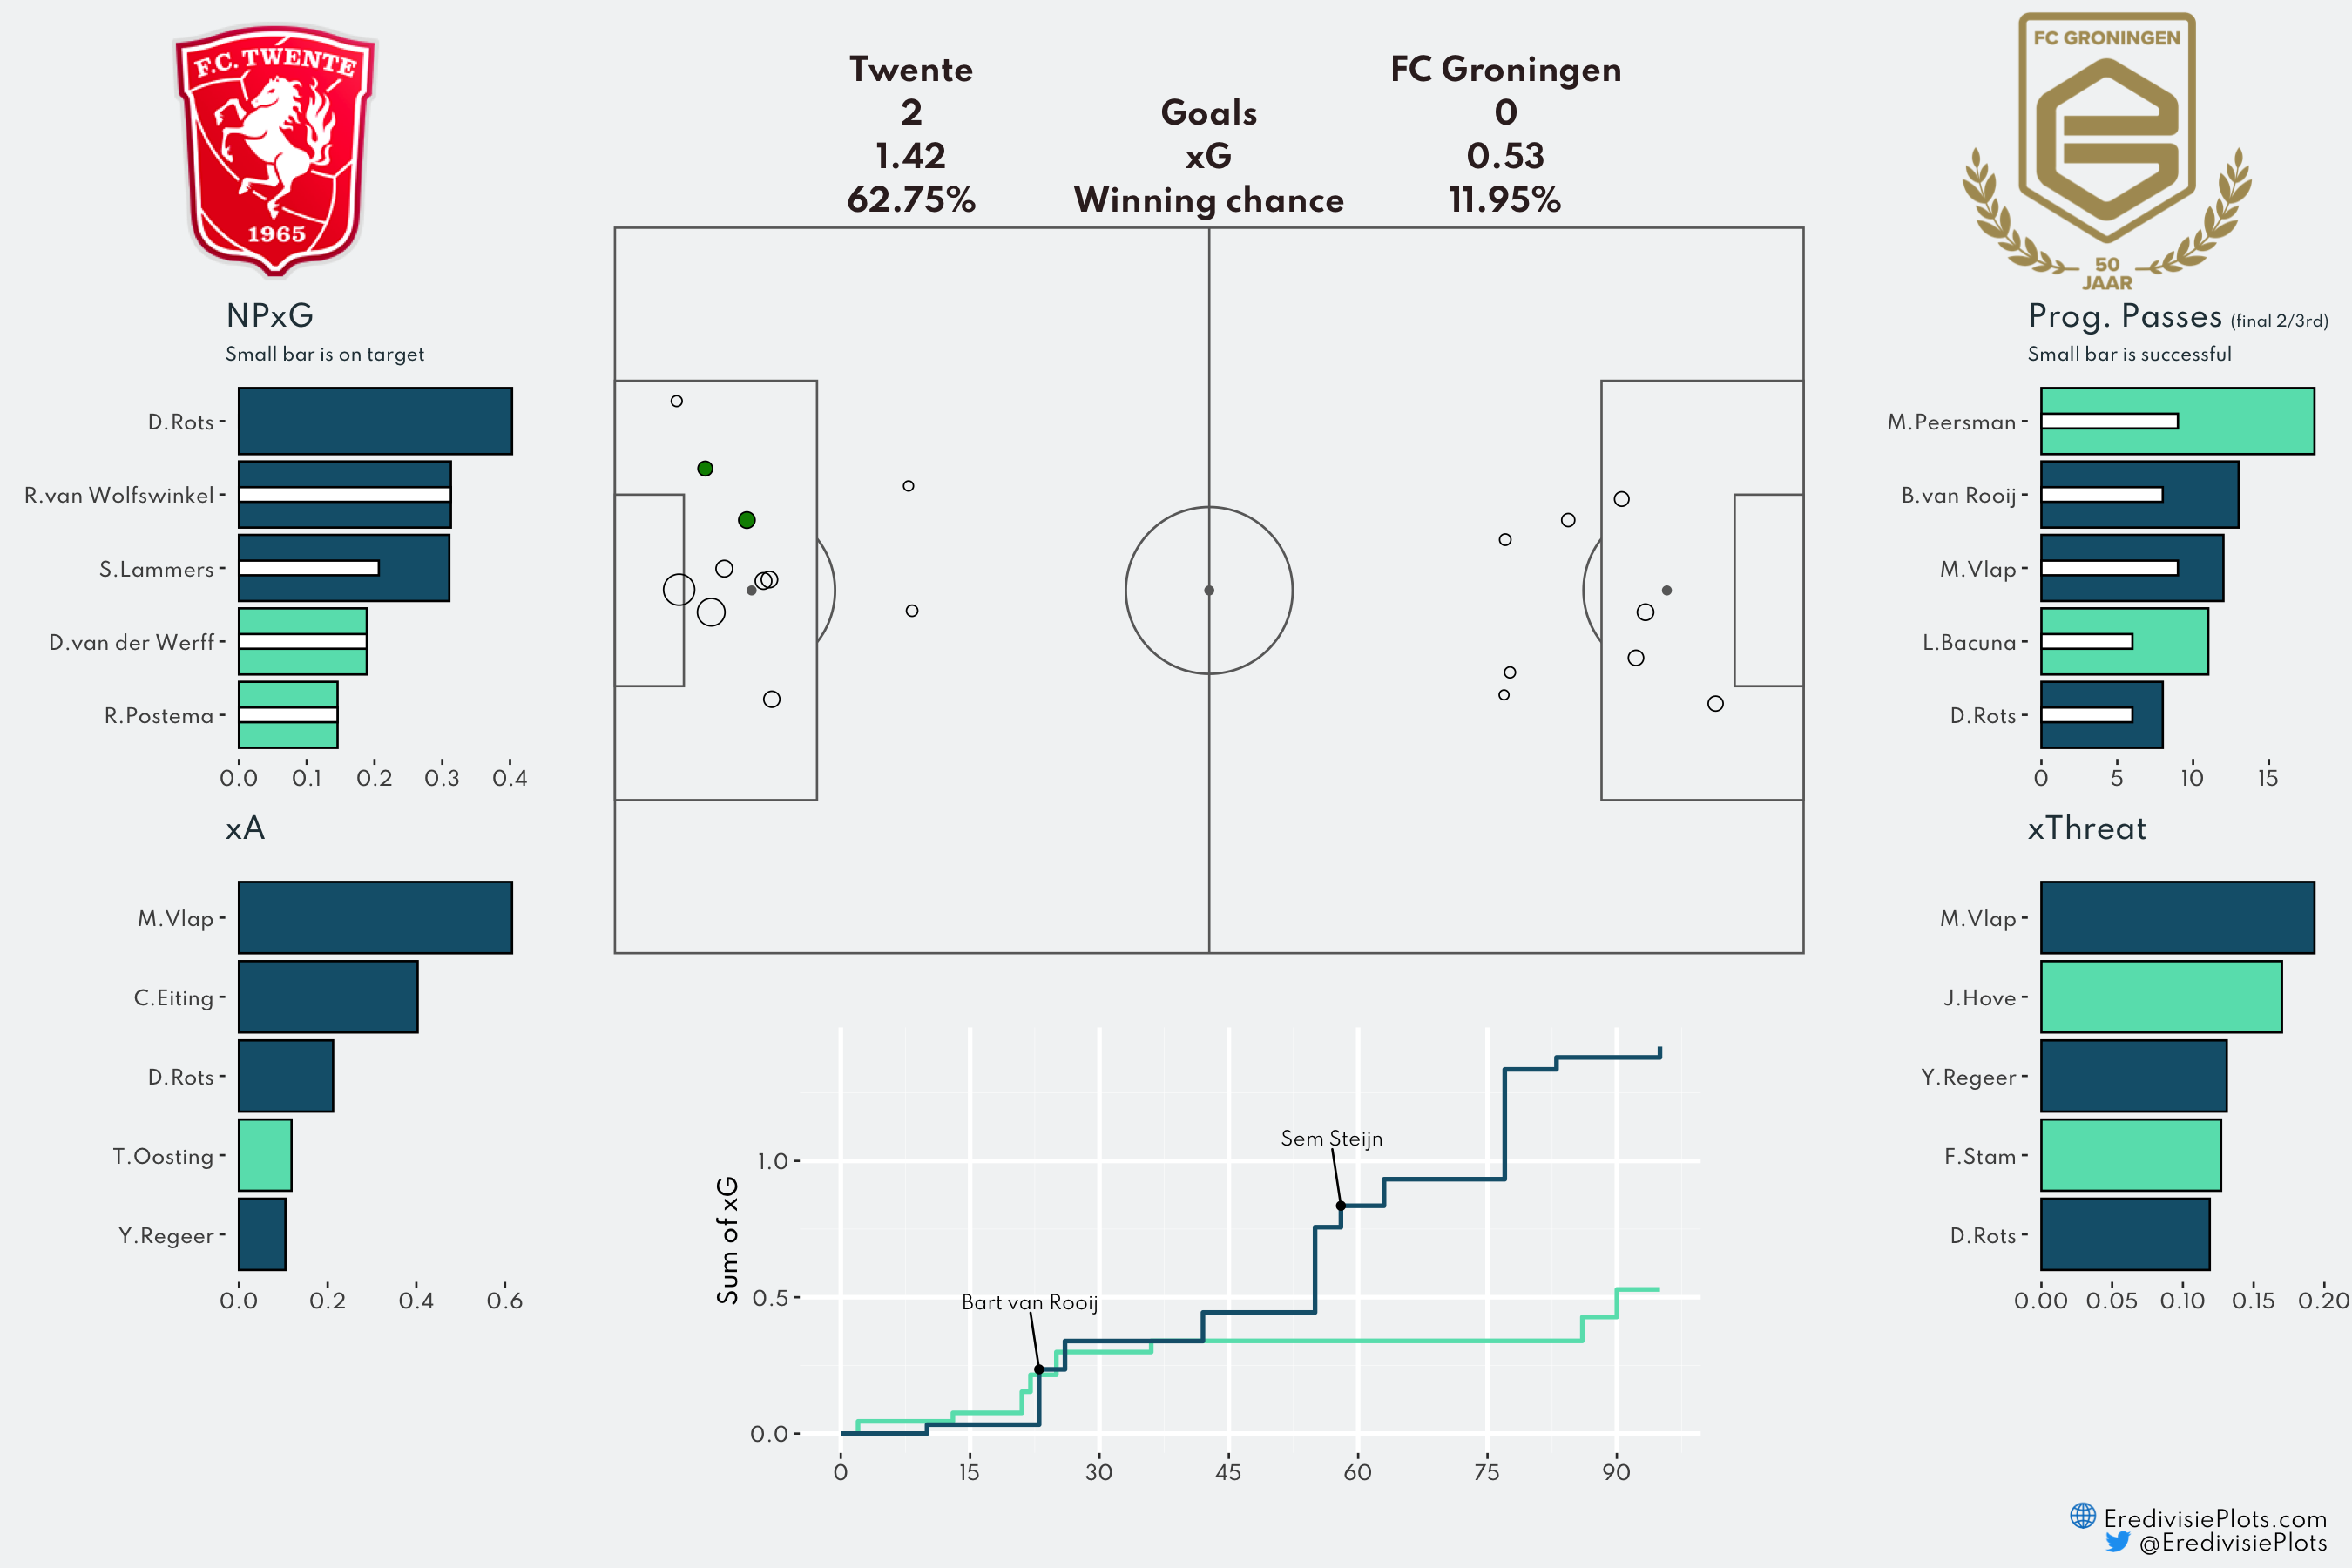 F.C. TWENTE
1965
Twente FC Groningen
2 Goals 0
1.42 xG 0.53
62.75% Winning chance 11.95%
FC GRONINGEN
50
JAAR
NPxG
Small bar is on target
D.Rots
R.van Wolfswinkel
S.Lammers
D.van der Werff
R.Postema
0.0 0.1 0.2 0.3 0.4
xA
M.Vlap
C.Eiting
D.Rots
T.Oosting
Y.Regeer
0.0 0.2 0.4 0.6
Sum of xG
1.0
0.5
0.0
Sem Steijn
Bart van Rooij
0 15 30 45 60 75 90
Prog. Passes (final 2/3rd)
Small bar is successful
M.Peersman
B.van Rooij
M.Vlap
L.Bacuna
D.Rots
0 5 10 15
xThreat
M.Vlap
J.Hove
Y.Regeer
F.Stam
D.Rots
0.00 0.05 0.10 0.15 0.20
EredivisiePlots.com
@EredivisiePlots